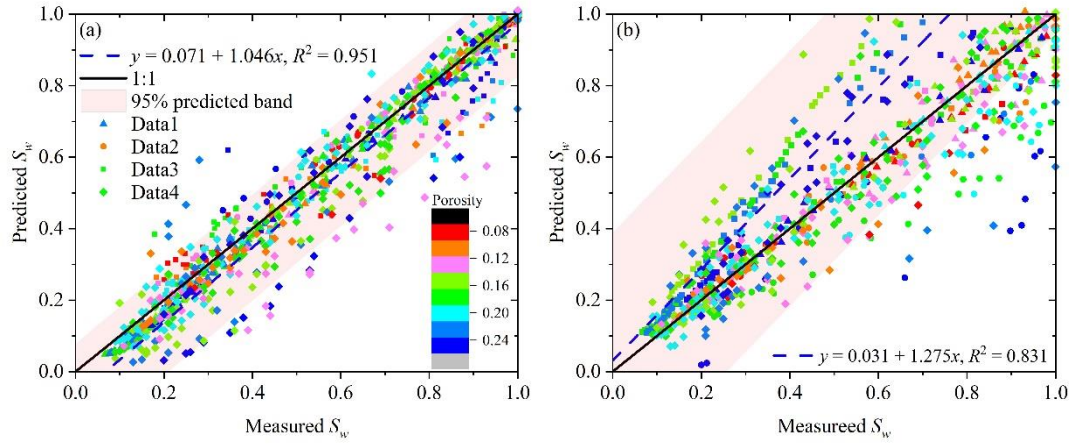 (a)
y = 0.071 + 1.046x, R² = 0.951
1:1
95% predicted band
Data1
Data2
Data3
Data4
Porosity
0.08
0.12
0.16
0.20
0.24
1.0
0.8
0.6
0.4
0.2
0.0
0.0 0.2 0.4 0.6 0.8 1.0
Predicted Sw
Measured Sw
(b)
y = 0.031 + 1.275x, R² = 0.831
1.0
0.8
0.6
0.4
0.2
0.0
0.0 0.2 0.4 0.6 0.8 1.0
Predicted Sw
Measureed Sw